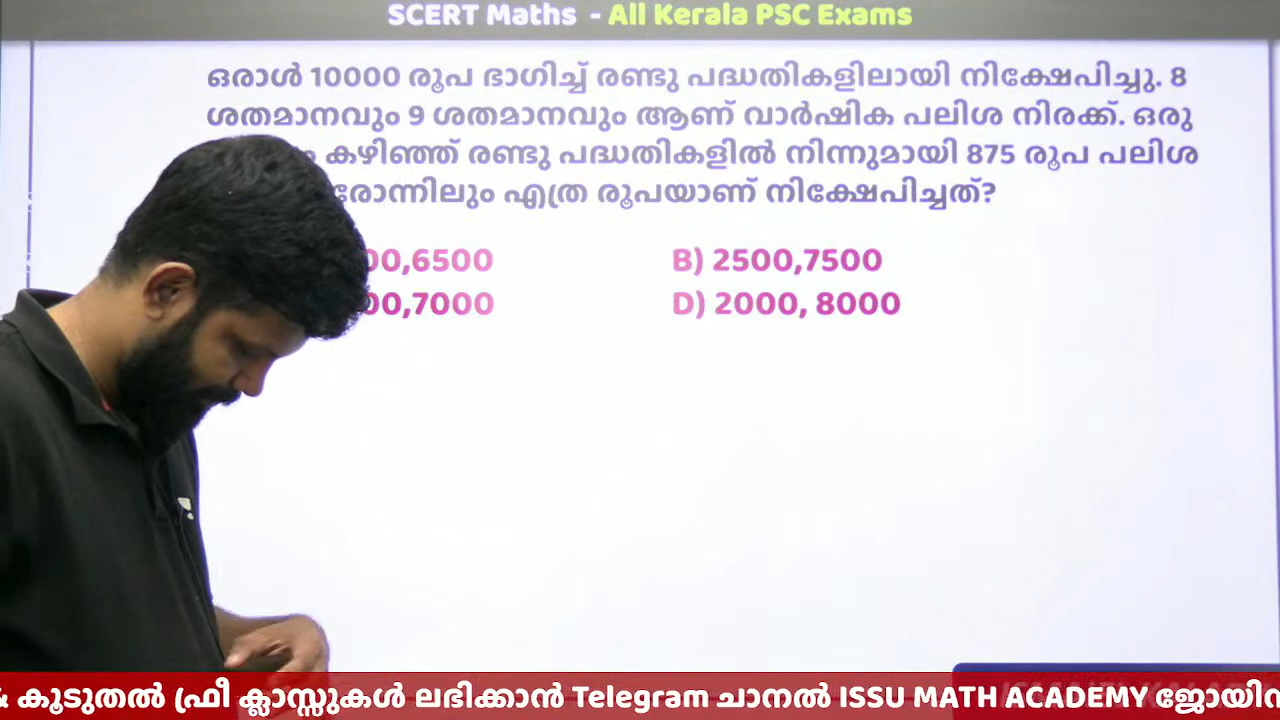 SCERT Maths - All Kerala PSC Exams
ഒരാൾ 10000 രൂപ ഭാഗിച്ച് രണ്ടു പദ്ധതികളിലായി നിക്ഷേപിച്ചു. 8
ശതമാനവും 9 ശതമാനവും ആണ് വാർഷിക പലിശ നിരക്ക്. ഒരു
കഴിഞ്ഞ് രണ്ടു പദ്ധതികളിൽ നിന്നുമായി 875 രൂപ പലിശ
രോന്നിലും എത്ര രൂപയാണ് നിക്ഷേപിച്ചത്?
00,6500 B) 2500,7500
00,7000 D) 2000, 8000
& കൂടുതൽ ഫ്രീ ക്ലാസ്സുകൾ ലഭിക്കാൻ Telegram ചാനൽ ISSU MATH ACADEMY ജോയിൻ